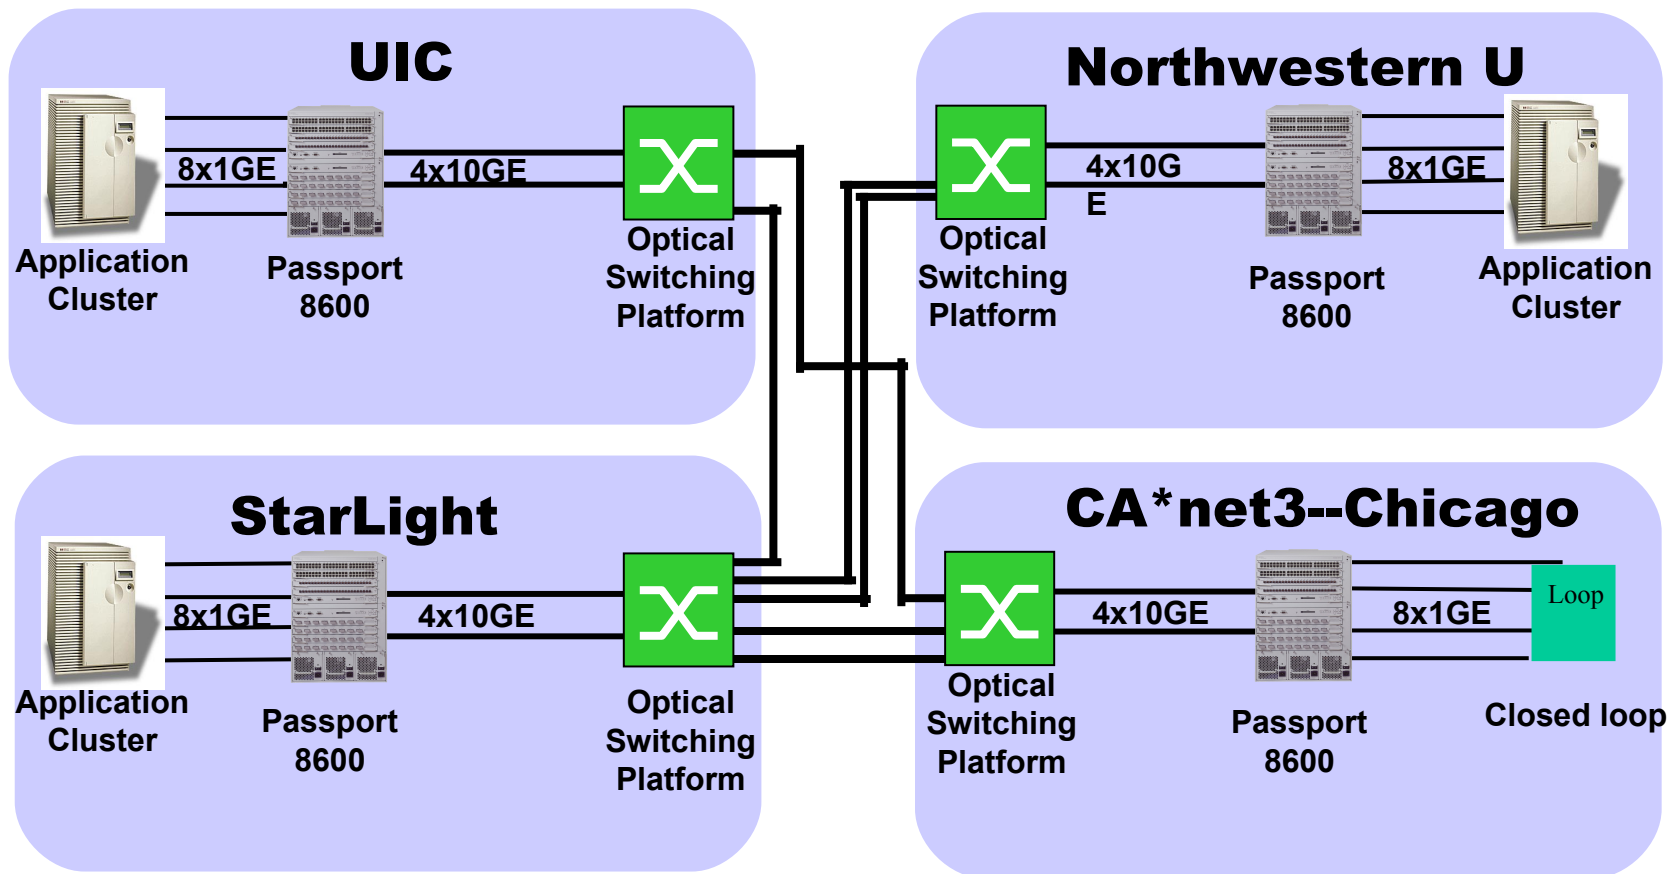 UIC
8x1GE
4x10GE
Application
Cluster
Passport
8600
Optical
Switching
Platform
Northwestern U
4x10G
E
8x1GE
Optical
Switching
Platform
Passport
8600
Application
Cluster
StarLight
8x1GE
4x10GE
Application
Cluster
Passport
8600
Optical
Switching
Platform
CA*net3--Chicago
4x10GE
8x1GE
Loop
Optical
Switching
Platform
Passport
8600
Closed loop